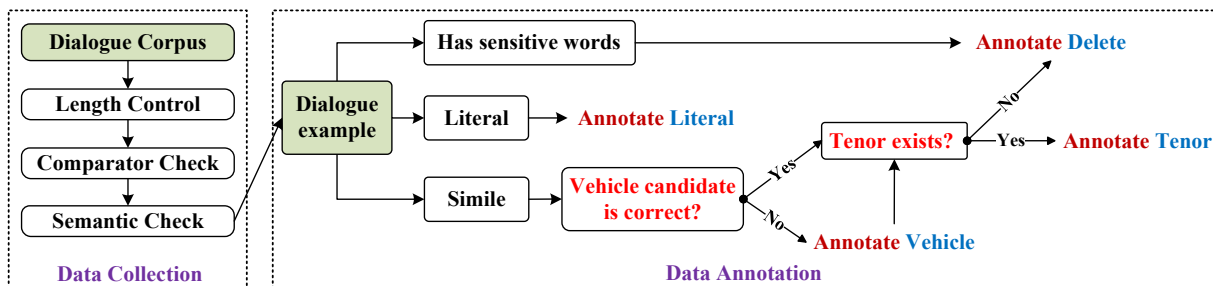 Dialogue Corpus
Length Control
Comparator Check
Semantic Check
Data Collection
Dialogue
example
Has sensitive words
Annotate Delete
Literal
Annotate Literal
Simile
Vehicle candidate
is correct?
Yes
No
Annotate Vehicle
Tenor exists?
No
Yes
Annotate Tenor
Data Annotation